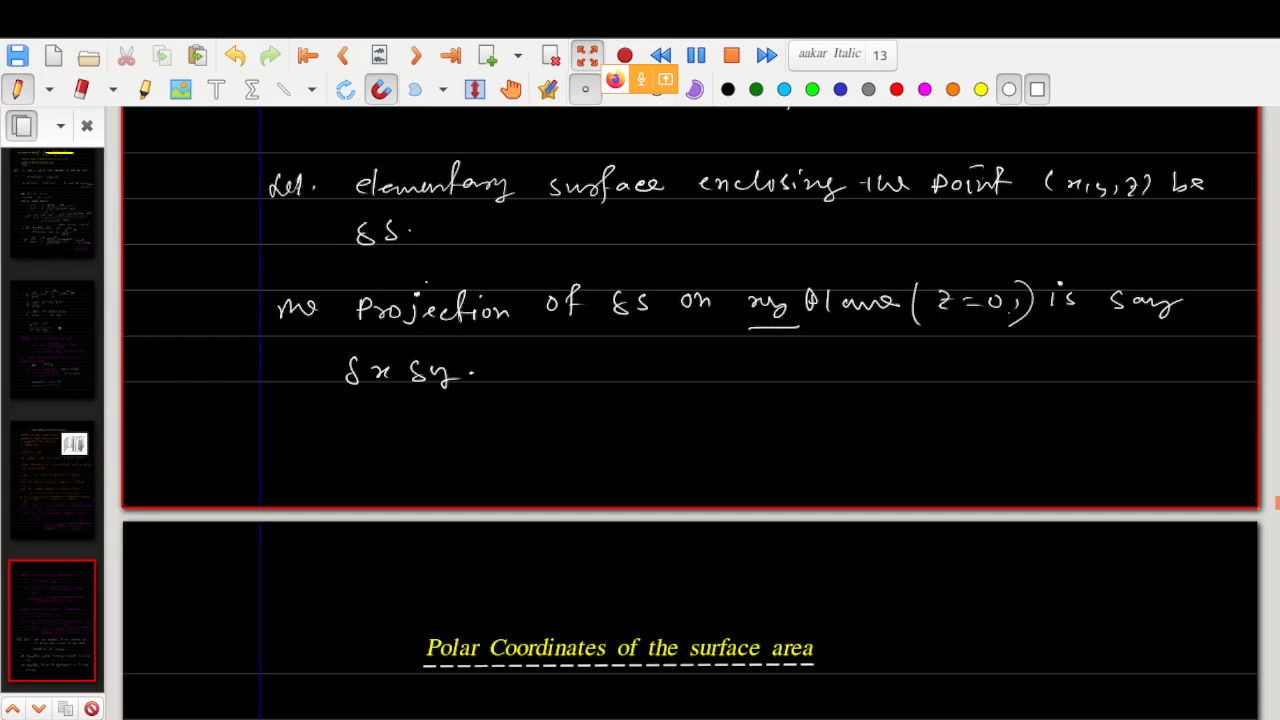 aakar Italic 13
Let. elementary surface enclosing the point (x, y, z) is
δS.
The Projection of δS on xy Plane (z=0,) is say
δx δy.
Polar Coordinates of the surface area